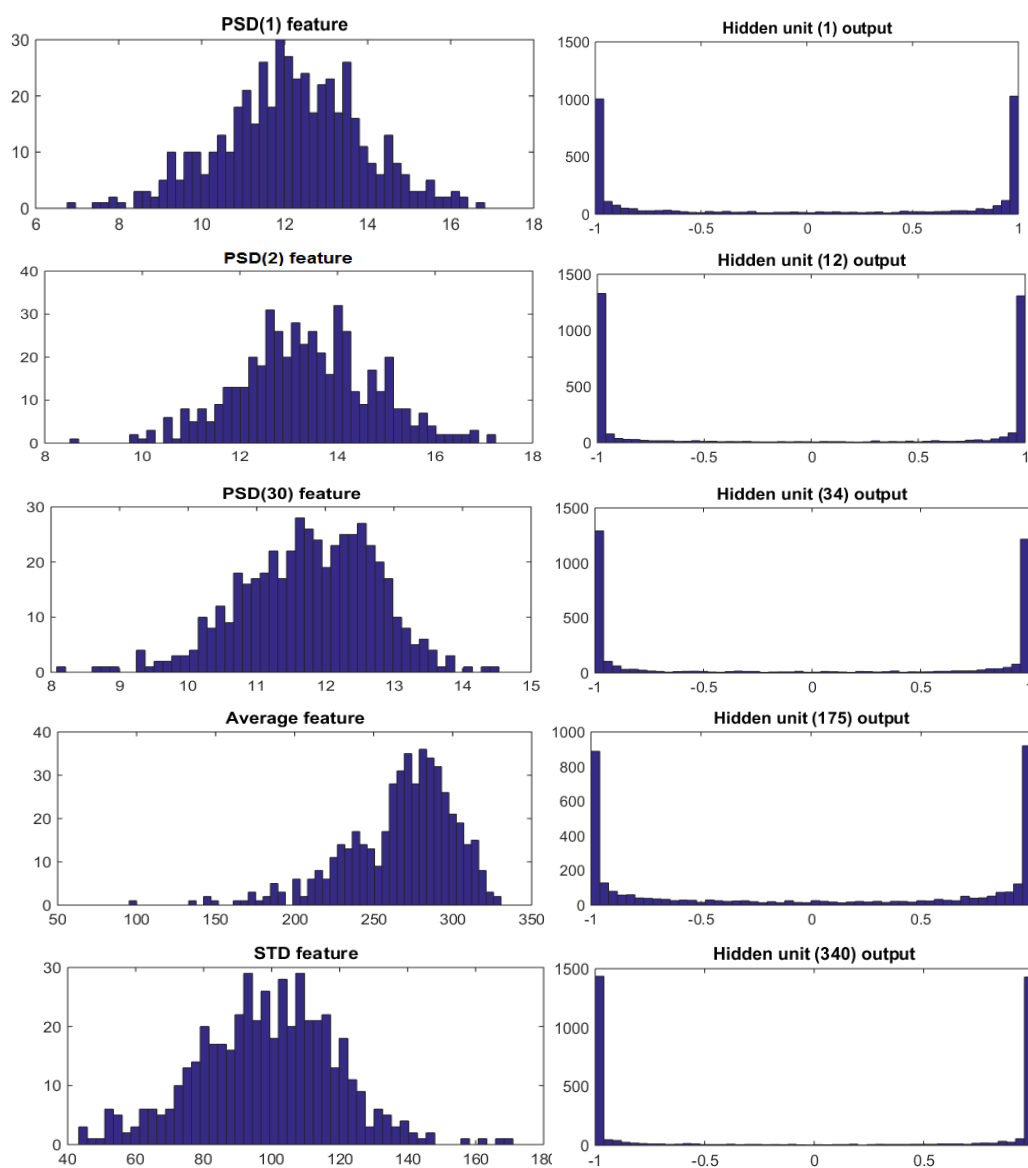 PSD(1) feature
30
20
10
0
6 8 10 12 14 16 18
Hidden unit (1) output
1500
1000
500
0
-1 -0.5 0 0.5 1
PSD(2) feature
40
30
20
10
0
8 10 12 14 16 18
Hidden unit (12) output
1500
1000
500
0
-1 -0.5 0 0.5 1
PSD(30) feature
30
20
10
0
8 9 10 11 12 13 14 15
Hidden unit (34) output
1500
1000
500
0
-1 -0.5 0 0.5 1
Average feature
40
30
20
10
0
50 100 150 200 250 300 350
Hidden unit (175) output
1000
800
600
400
200
0
-1 -0.5 0 0.5
STD feature
30
20
10
0
40 60 80 100 120 140 160 180
Hidden unit (340) output
1500
1000
500
0
-1 -0.5 0 0.5